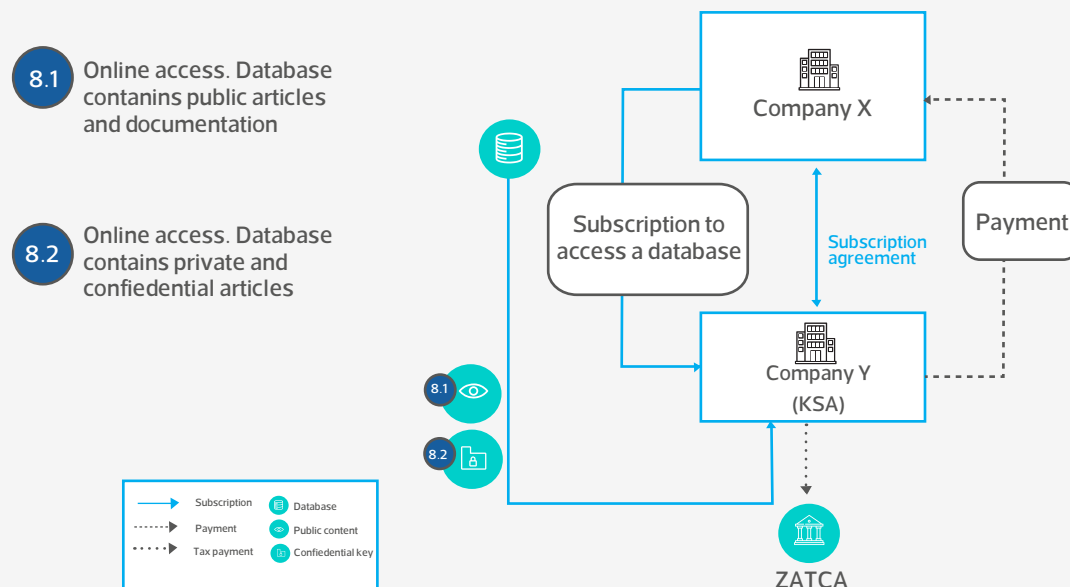 8.1
Online access. Database
contanins public articles
and documentation
8.2
Online access. Database
contains private and
confiedential articles
Company X
Subscription to
access a database
Subscription
agreement
Payment
Company Y
(KSA)
8.1
8.2
Subscription
Database
Payment
Public content
Tax payment
Confiedential key
ZATCA